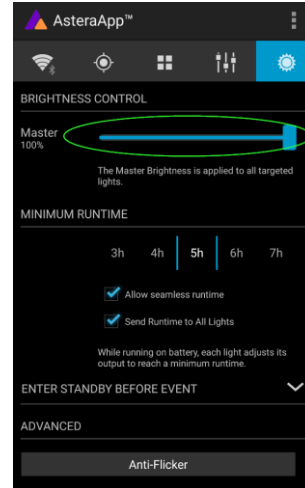 AsteraApp™
BRIGHTNESS CONTROL
Master
100%
The Master Brightness is applied to all targeted
lights.
MINIMUM RUNTIME
3h 4h 5h 6h 7h
Allow seamless runtime
Send Runtime to All Lights
While running on battery, each light adjusts its
output to reach a minimum runtime.
ENTER STANDBY BEFORE EVENT
ADVANCED
Anti-Flicker